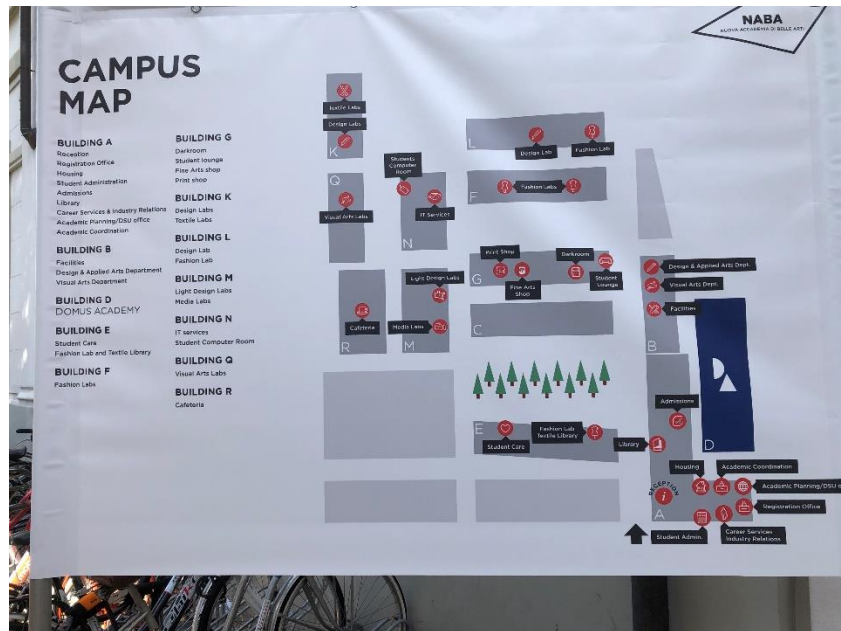 NABA
NUOVA ACCADEMIA DI BELLE ARTI
CAMPUS
MAP
BUILDING A
Reception
Registration Office
Housing
Student Administration
Admissions
Library
Career Services & Industry Relations
Academic Planning/DSU office
Academic Coordination
BUILDING B
Facilities
Design & Applied Arts Department
Visual Arts Department
BUILDING D
DOMUS ACADEMY
BUILDING E
Student Care
Fashion Lab and Textile Library
BUILDING F
Fashion Labs
BUILDING G
Darkroom
Student lounge
Fine Arts shop
Print shop
BUILDING K
Design Labs
Textile Labs
BUILDING L
Design Lab
Fashion Lab
BUILDING M
Light Design Labs
Media Labs
BUILDING N
IT services
Student Computer Room
BUILDING Q
Visual Arts Labs
BUILDING R
Cafeteria
Textile Labs
Design Labs
K
L
Design Lab
Fashion Lab
Students
Computer
Room
Q
Visual Arts Labs
IT Services
N
F
Fashion Labs
Print Shop
Darkroom
G
Fine Arts
Shop
Student
Lounge
Design & Applied Arts Dept.
Visual Arts Dept.
Facilities
B
Light Design Labs
Cafeteria
Media Labs
R
M
C
D
E
Student Care
Fashion Lab
Textile Library
Admissions
Library
Housing
Academic Coordination
RECEPTION
Academic Planning/DSU o
Registration Office
A
Student Admin.
Career Services
Industry Relations